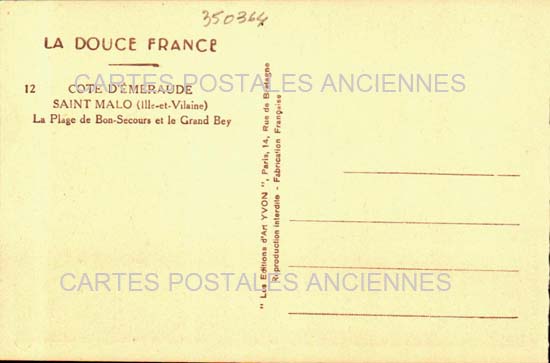 350364
LA DOUCE FRANCE
12 COTE D'ÉMERAUDE
SAINT MALO (Ille-et-Vilaine)
La Plage de Bon-Secours et le Grand Bey
" Les Editions d'Art YVON ", Paris, 14, Rue de Bretagne
Reproduction interdite - Fabrication Française
CARTES POSTALES ANCIENNES
CARTES POSTALES ANCIENNES